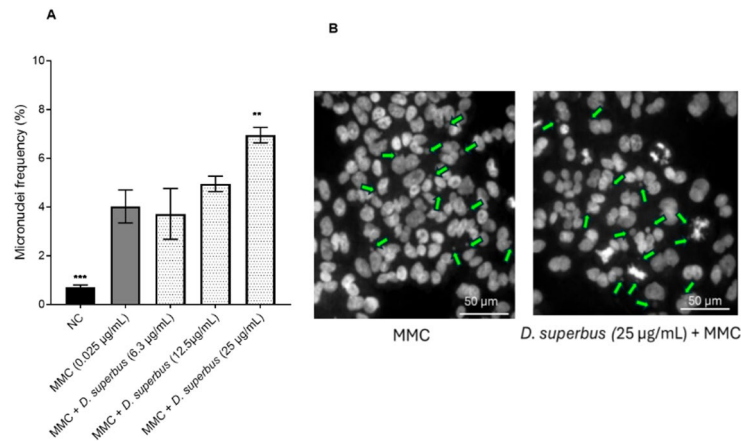 A
B
Micronuclei frequency (%)
10
8
6
4
2
0
***
**
NC
MMC (0.025 µg/mL)
MMC + D. superbus (6.3 µg/mL)
MMC + D. superbus (12.5µg/mL)
MMC + D. superbus (25 µg/mL)
50 µm
50 µm
MMC
D. superbus (25 µg/mL) + MMC